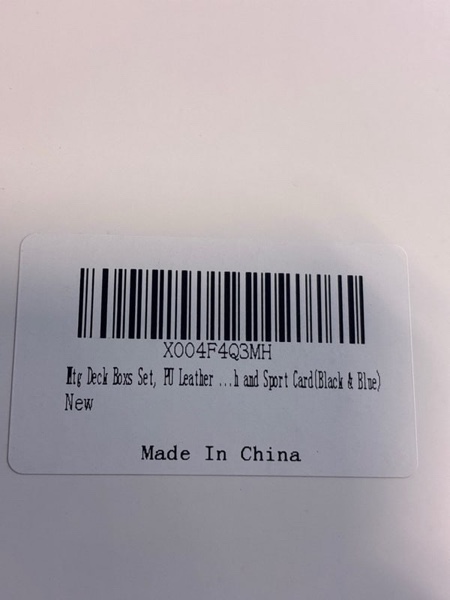 X004F4Q3MH
Mtg Deck Boxs Set, PU Leather ...h and Sport Card(Black & Blue)
New
Made In China